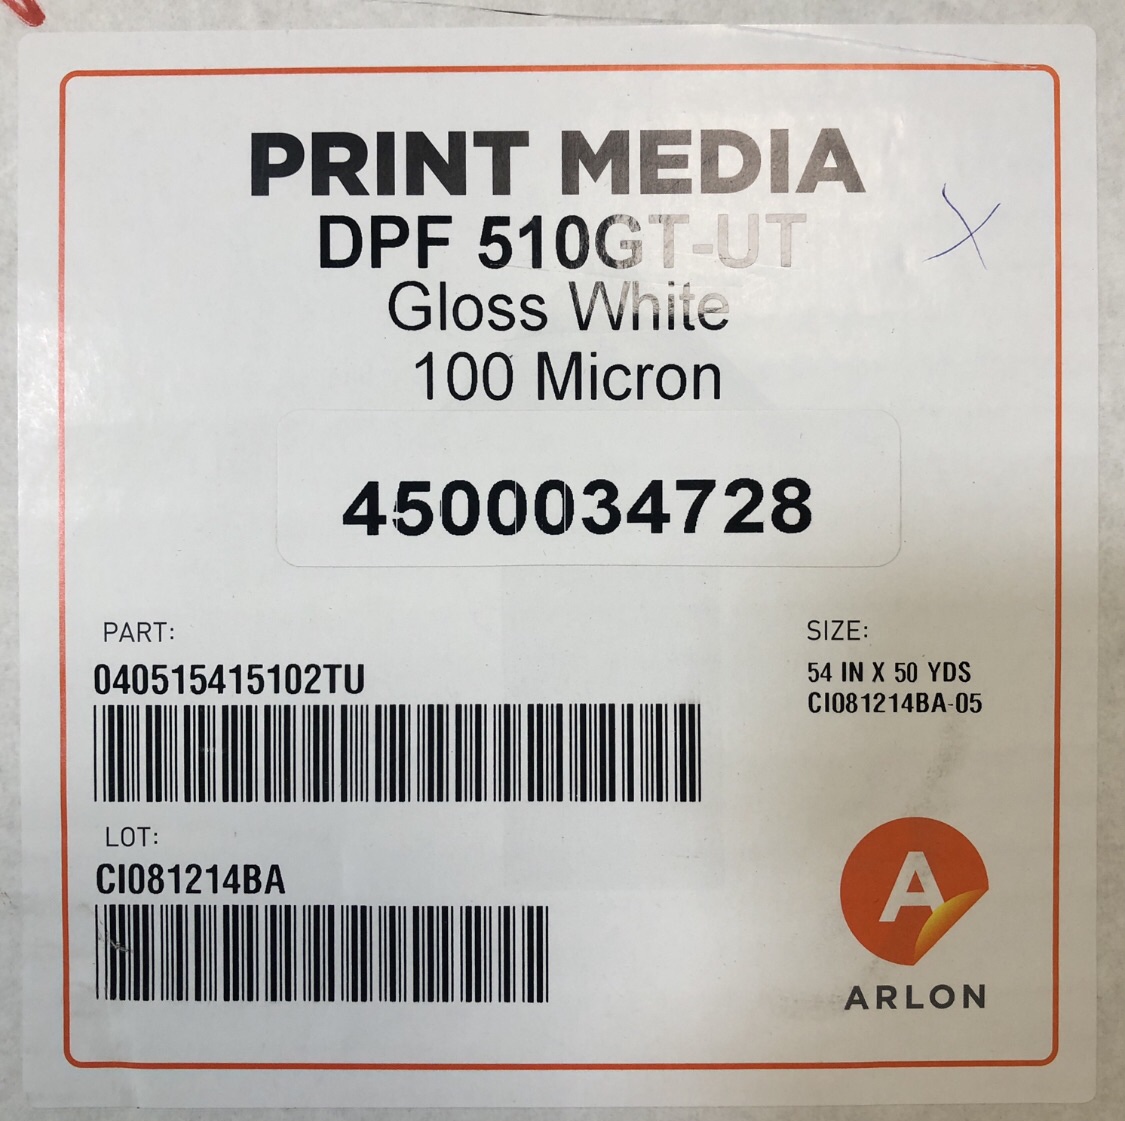 PRINT MEDIA
DPF 510GT-UT
Gloss White
100 Micron
4500034728
PART:
040515415102TU
SIZE:
54 IN X 50 YDS
CI081214BA-05
LOT:
CI081214BA
A
ARLON